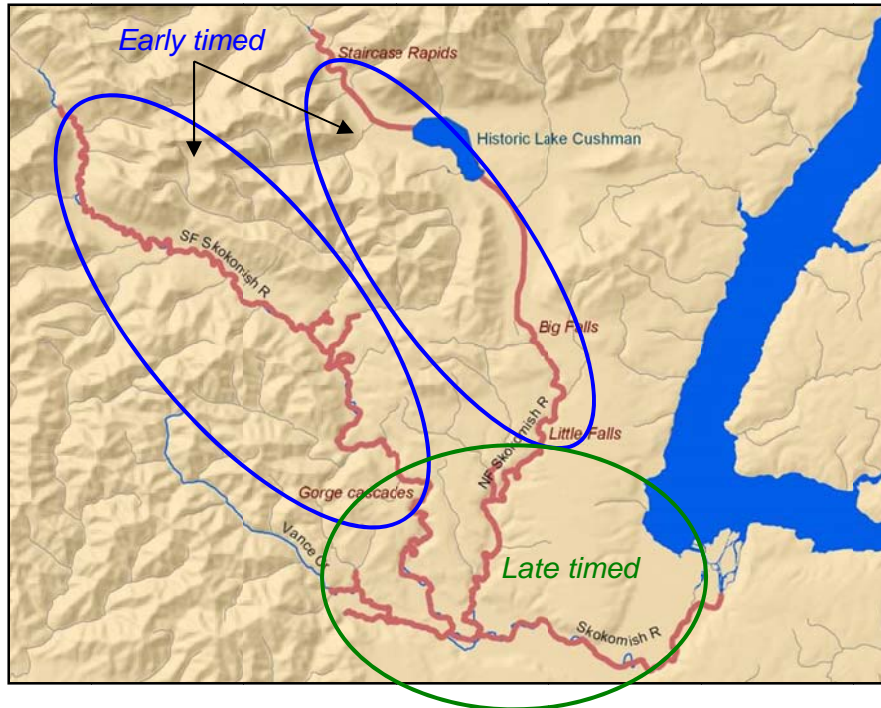 Early timed
Staircase Rapids
Historic Lake Cushman
SF Skokomish R
Big Falls
NF Skokomish R
Little Falls
Gorge cascades
Vance Cr
Late timed
Skokomish R